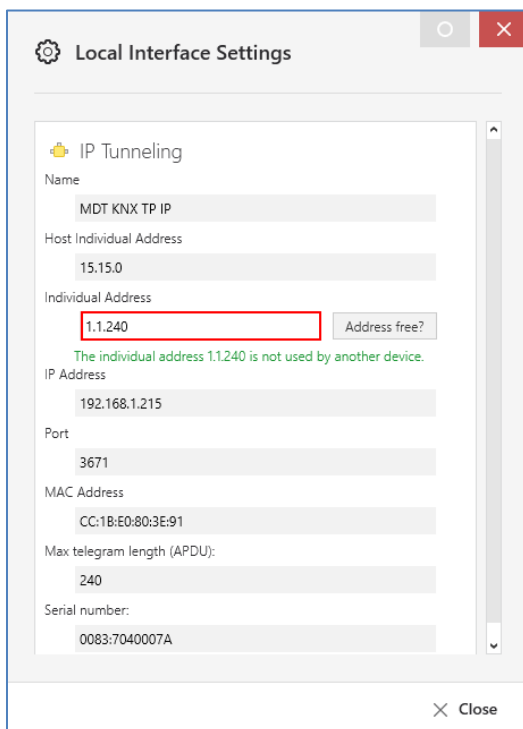 Local Interface Settings
IP Tunneling
Name
MDT KNX TP IP
Host Individual Address
15.15.0
Individual Address
1.1.240
Address free?
The individual address 1.1.240 is not used by another device.
IP Address
192.168.1.215
Port
3671
MAC Address
CC:1B:E0:80:3E:91
Max telegram length (APDU):
240
Serial number:
0083:7040007A
Close